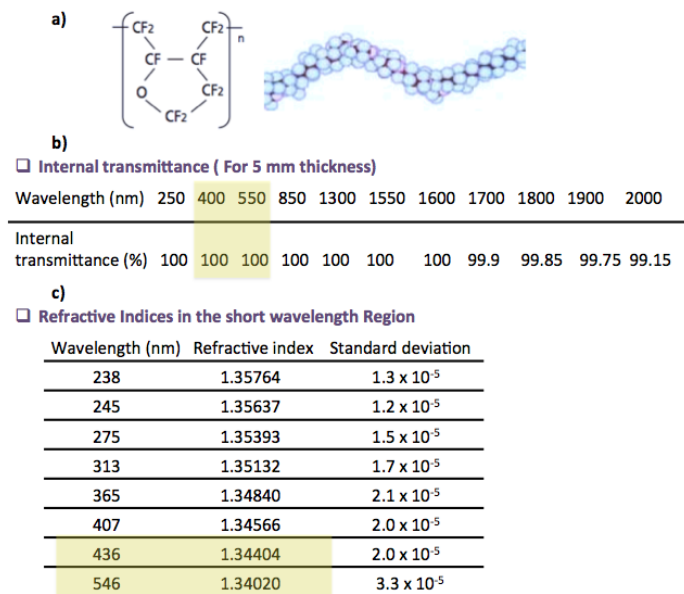 a)
CF2 CF2
n
CF — CF
O CF2
CF2
b)
❑ Internal transmittance ( For 5 mm thickness)
Wavelength (nm) 250 400 550 850 1300 1550 1600 1700 1800 1900 2000
Internal
transmittance (%) 100 100 100 100 100 100 100 99.9 99.85 99.75 99.15
c)
❑ Refractive Indices in the short wavelength Region
Wavelength (nm) Refractive index Standard deviation
238 1.35764 1.3 x 10⁻⁵
245 1.35637 1.2 x 10⁻⁵
275 1.35393 1.5 x 10⁻⁵
313 1.35132 1.7 x 10⁻⁵
365 1.34840 2.1 x 10⁻⁵
407 1.34566 2.0 x 10⁻⁵
436 1.34404 2.0 x 10⁻⁵
546 1.34020 3.3 x 10⁻⁵